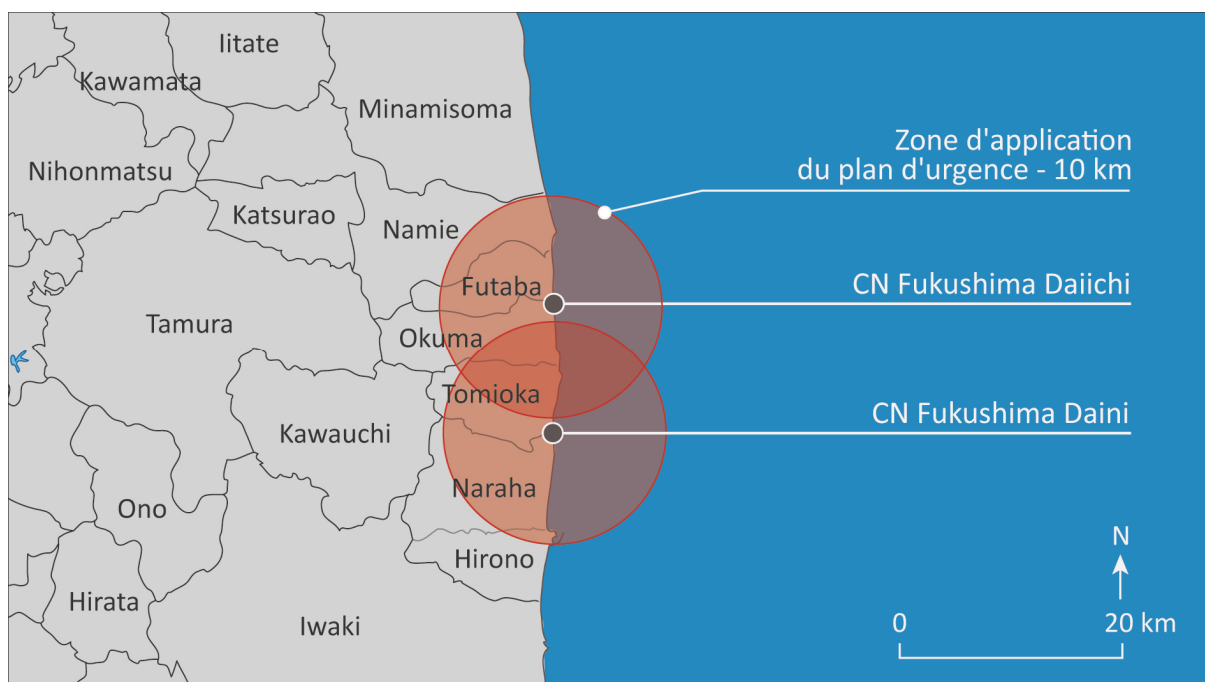 Iitate
Kawamata
Minamisoma
Zone d'application
du plan d'urgence - 10 km
Nihonmatsu
Katsurao
Namie
Futaba
CN Fukushima Daiichi
Tamura
Okuma
Tomioka
CN Fukushima Daini
Kawauchi
Naraha
Ono
Hirono
N
Hirata
Iwaki
0
20 km